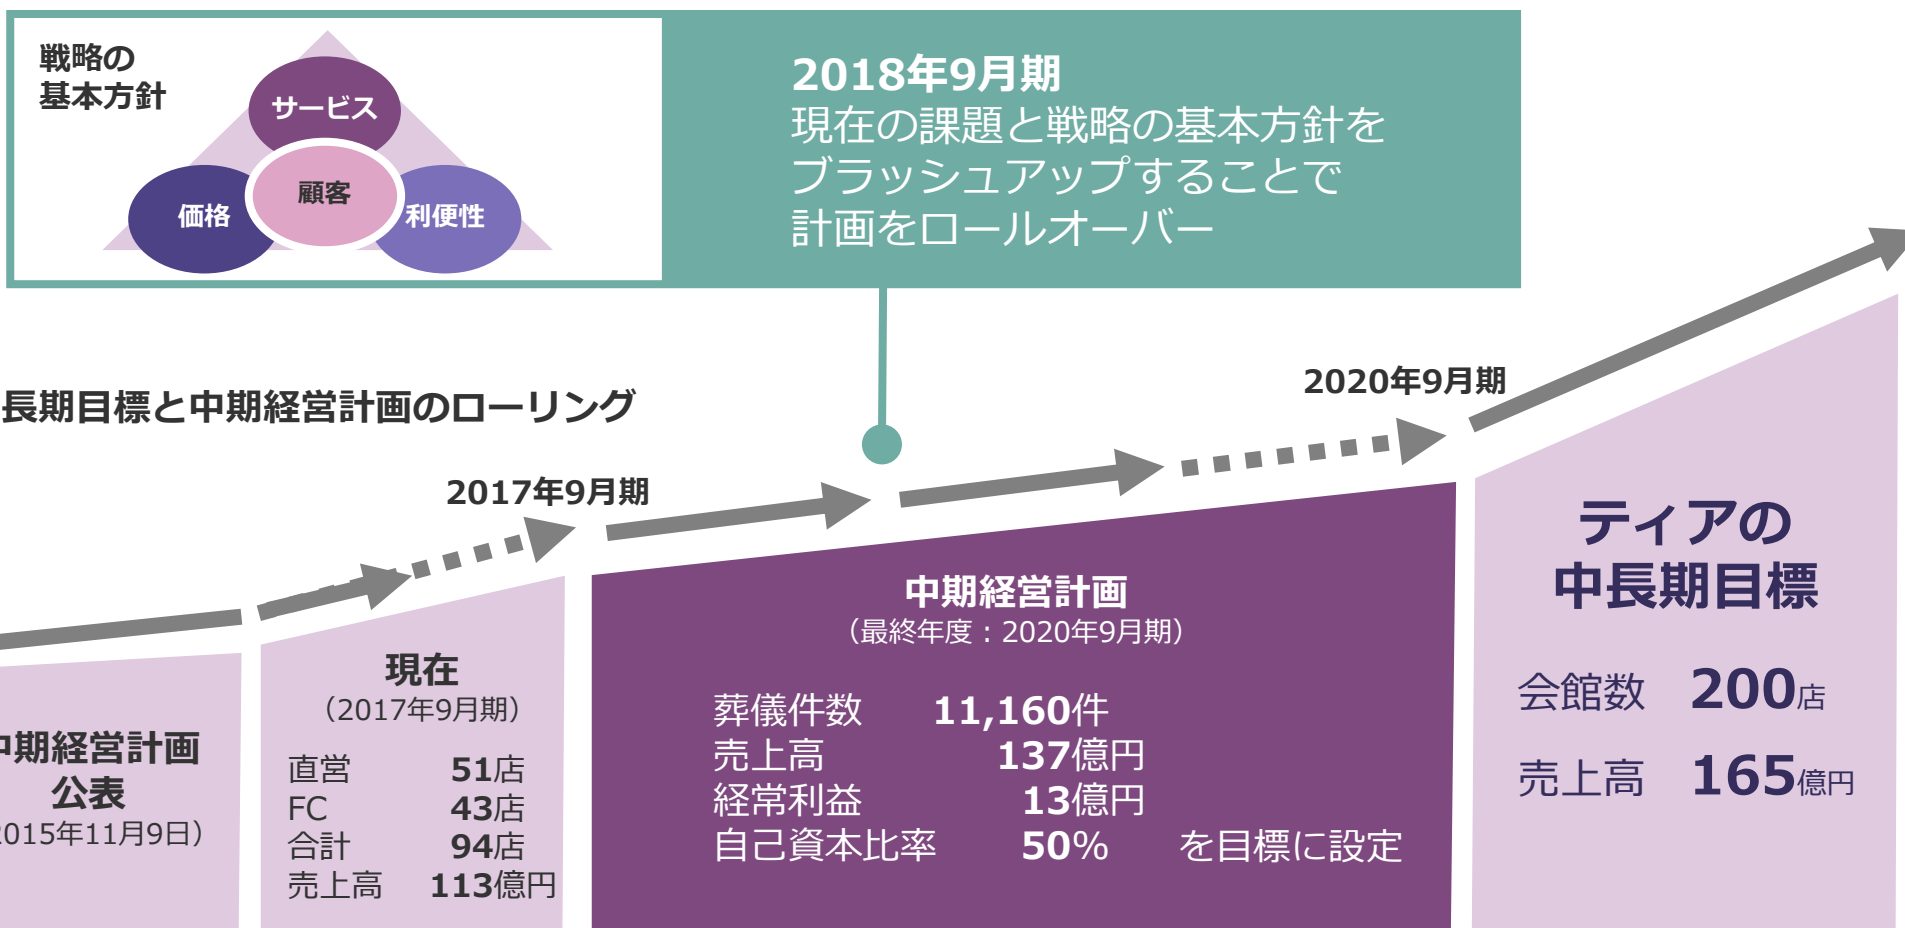 戦略の
基本方針
サービス
顧客
価格
利便性
2018年9月期
現在の課題と戦略の基本方針を
ブラッシュアップすることで
計画をロールオーバー
長期目標と中期経営計画のローリング
2017年9月期
2020年9月期
中期経営計画
公表
2015年11月9日）
現在
（2017年9月期）
直営 51店
FC 43店
合計 94店
売上高 113億円
中期経営計画
（最終年度：2020年9月期）
葬儀件数 11,160件
売上高 137億円
経常利益 13億円
自己資本比率 50% を目標に設定
ティアの
中長期目標
会館数 200店
売上高 165億円